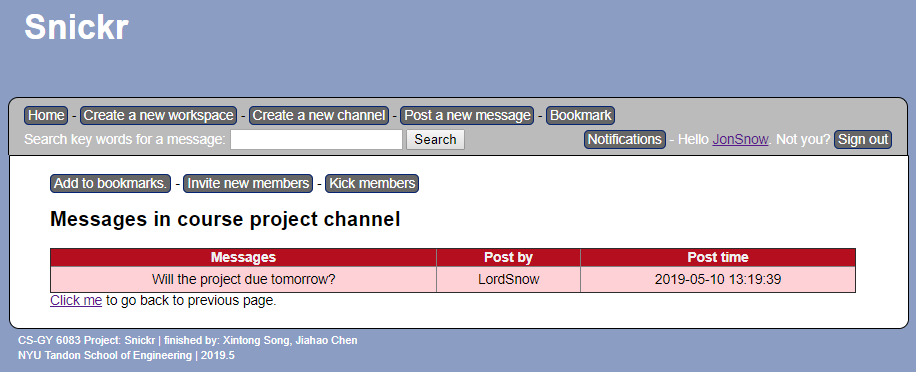 Snickr
Home - Create a new workspace - Create a new channel - Post a new message - Bookmark
Search key words for a message: Search Notifications - Hello JonSnow. Not you? Sign out
Add to bookmarks. - Invite new members - Kick members
Messages in course project channel
Messages Post by Post time
Will the project due tomorrow? LordSnow 2019-05-10 13:19:39
Click me to go back to previous page.
CS-GY 6083 Project: Snickr | finished by: Xintong Song, Jiahao Chen
NYU Tandon School of Engineering | 2019.5